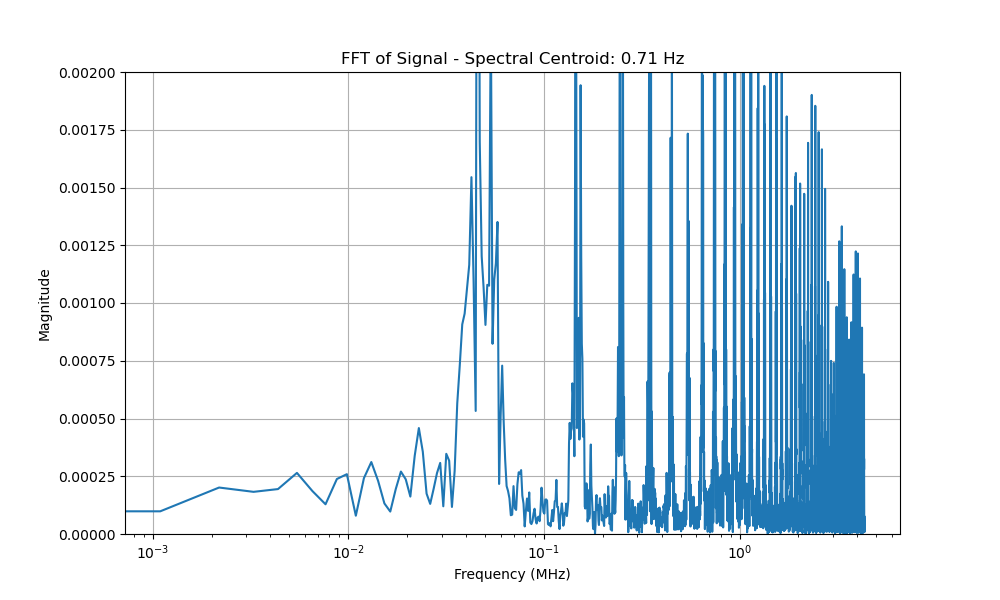 FFT of Signal - Spectral Centroid: 0.71 Hz
0.00200
0.00175
0.00150
0.00125
0.00100
0.00075
0.00050
0.00025
0.00000
Magnitude
10⁻³ 10⁻² 10⁻¹ 10⁰
Frequency (MHz)